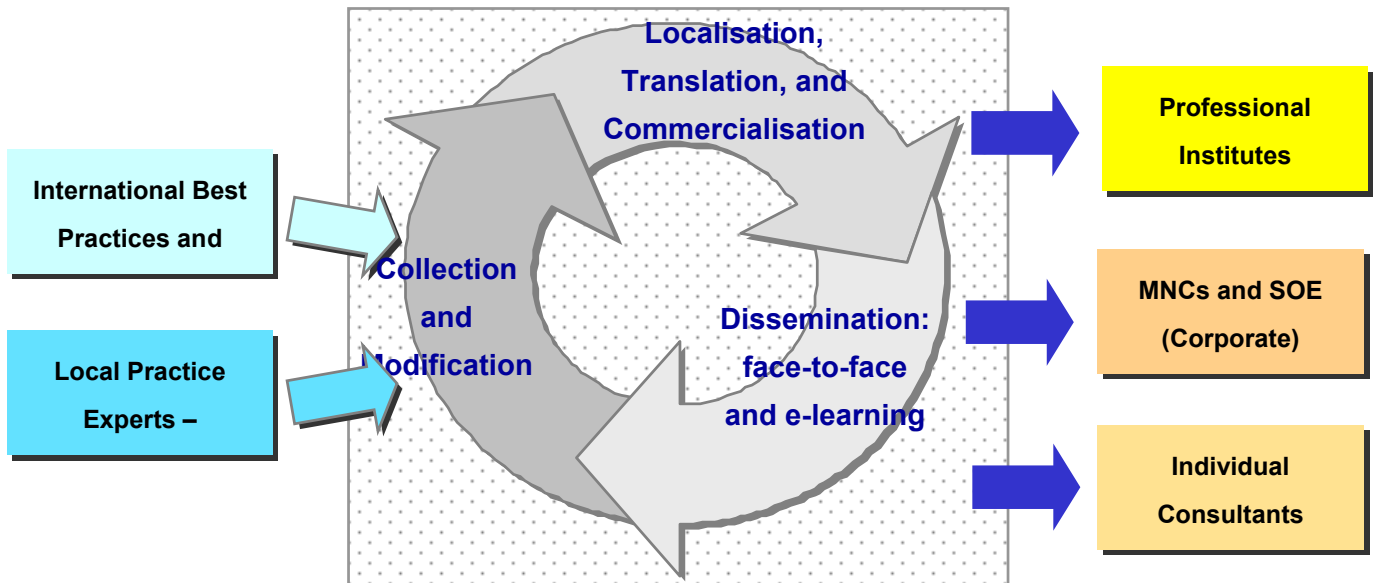 International Best
Practices and
Local Practice
Experts –
Collection
and
Modification
Localisation,
Translation, and
Commercialisation
Dissemination:
face-to-face
and e-learning
Professional
Institutes
MNCs and SOE
(Corporate)
Individual
Consultants